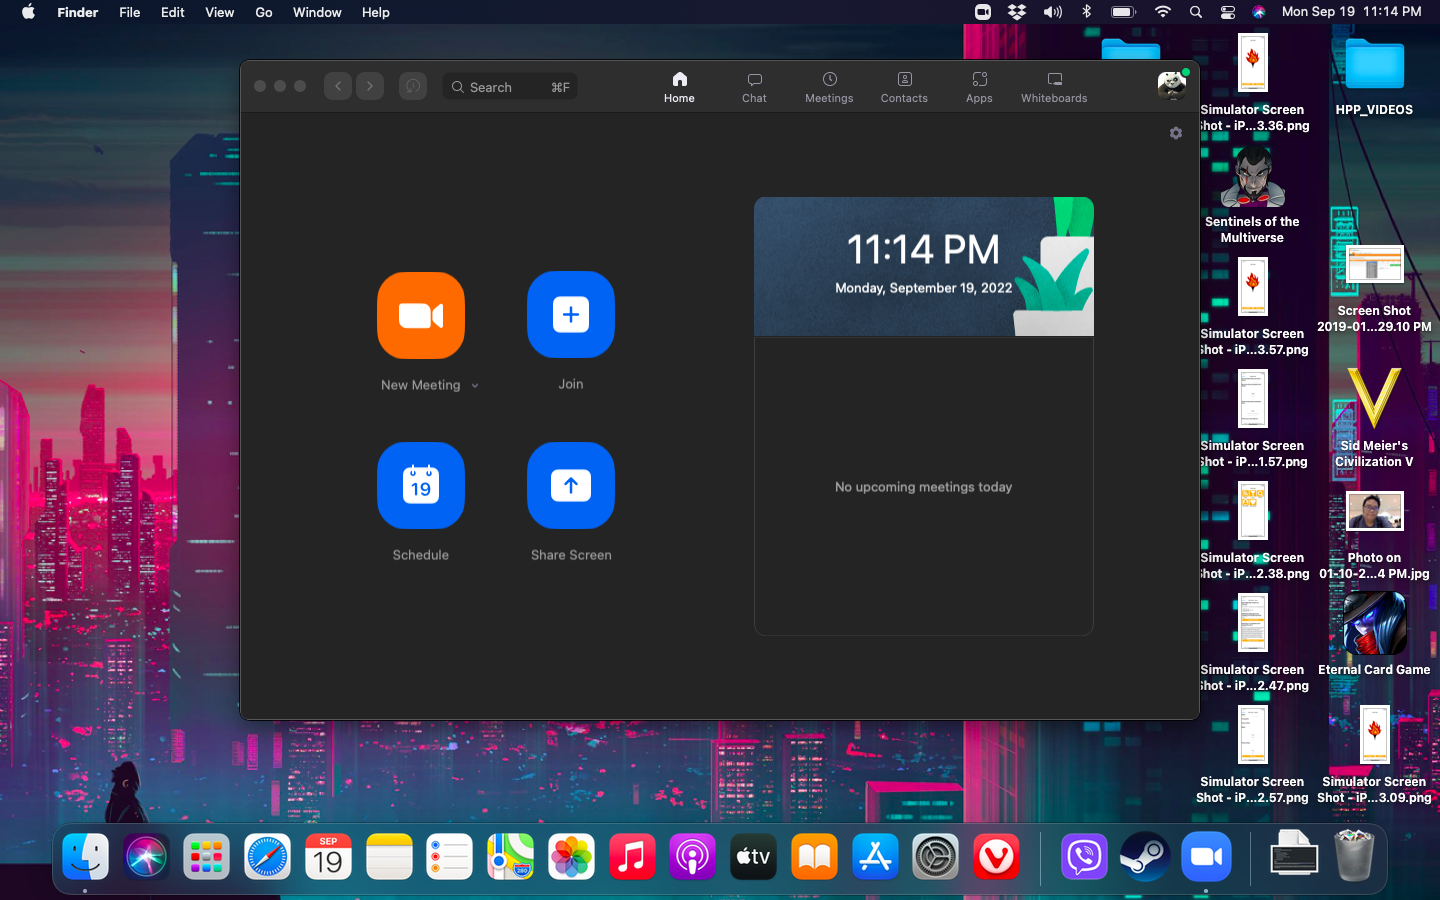 Finder File Edit View Go Window Help
Mon Sep 19 11:14 PM
Search ⌘F
Home
Chat
Meetings
Contacts
Apps
Whiteboards
11:14 PM
Monday, September 19, 2022
No upcoming meetings today
New Meeting
Join
19
Schedule
Share Screen
Simulator Screen
Shot - iP...3.36.png
HPP_VIDEOS
Sentinels of the
Multiverse
Simulator Screen
Shot - iP...3.57.png
Screen Shot
2019-01...29.10 PM
Simulator Screen
Shot - iP...1.57.png
Sid Meier's
Civilization V
Simulator Screen
Shot - iP...2.38.png
Photo on
01-10-2...4 PM.jpg
Simulator Screen
Shot - iP...2.47.png
Eternal Card Game
Simulator Screen
Shot - iP...2.57.png
Simulator Screen
Shot - iP...3.09.png
SEP
19
280
tv